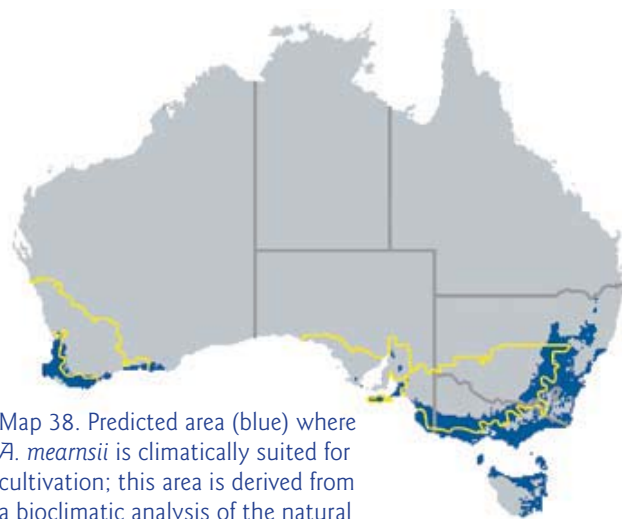 Map 38. Predicted area (blue) where
A. mearnsii is climatically suited for
cultivation; this area is derived from
a bioclimatic analysis of the natural